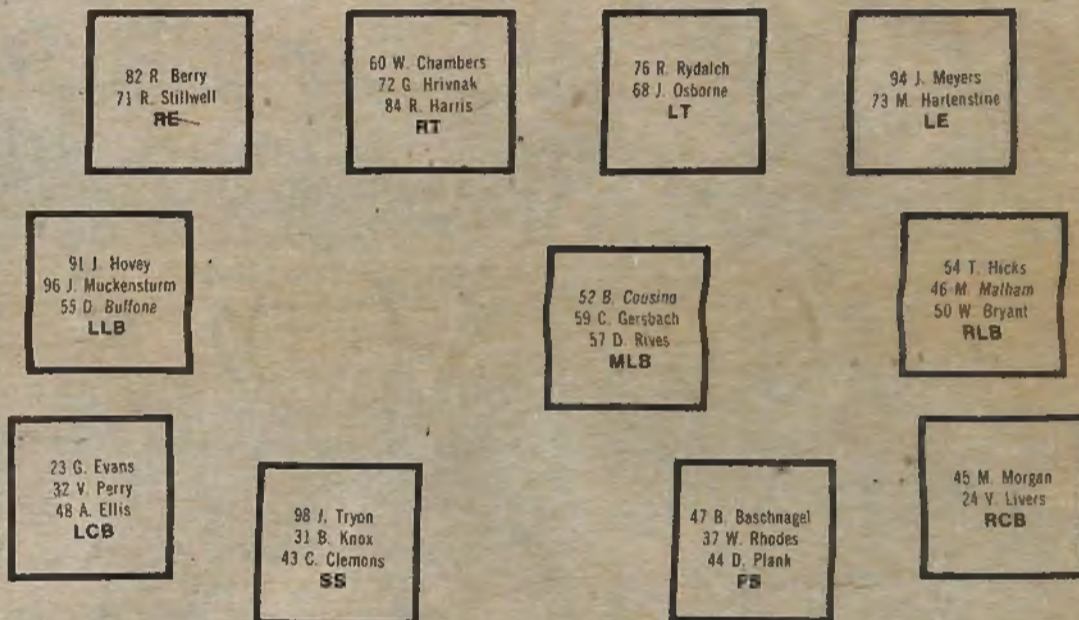 82 R. Berry
71 R. Stillwell
RE
60 W. Chambers
72 G. Hrivnak
84 R. Harris
RT
76 R. Rydalch
68 J. Osborne
LT
94 J. Meyers
73 M. Hartenstine
LE
91 J. Hovey
96 J. Muckensturm
55 D. Buffone
LLB
52 B. Cousino
59 C. Gersbach
57 D. Rives
MLB
54 T. Hicks
46 M. Malham
50 W. Bryant
RLB
23 G. Evans
32 V. Perry
48 A. Ellis
LCB
98 J. Tryon
31 B. Knox
43 C. Clemons
SS
47 B. Baschnagel
37 W. Rhodes
44 D. Plank
FS
45 M. Morgan
24 V. Livers
RCB